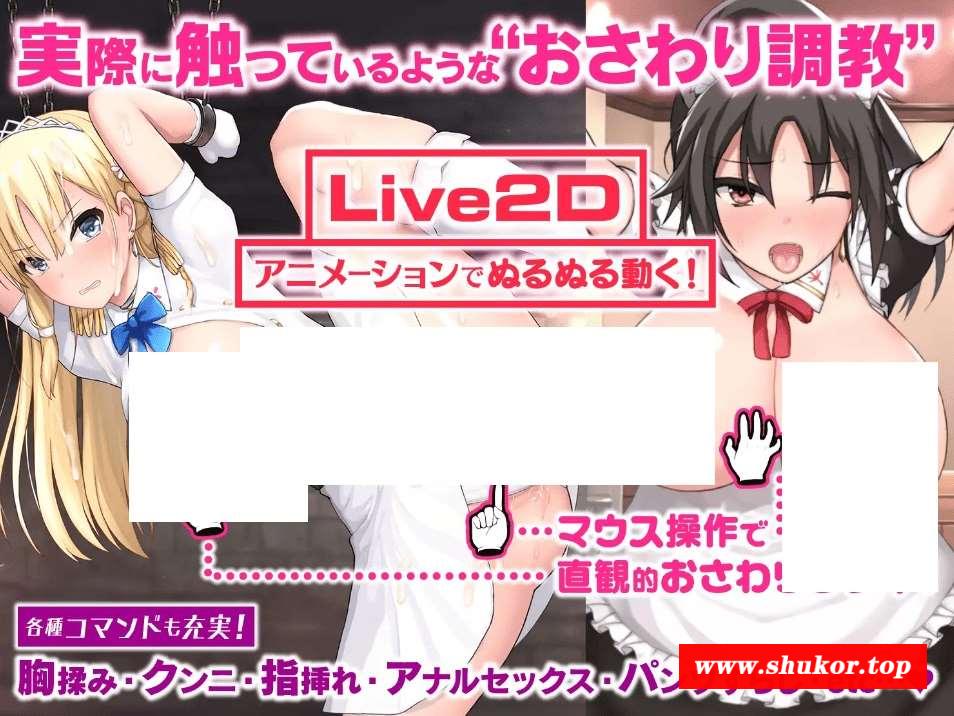 実際に触っているような“おさわり調教”
Live2D
アニメーションでぬるぬる動く!
マウス操作で
直観的おさわり
各種コマンドも充実!
胸揉み・クンニ・指挿れ・アナルセックス・パン
www.shukor.top